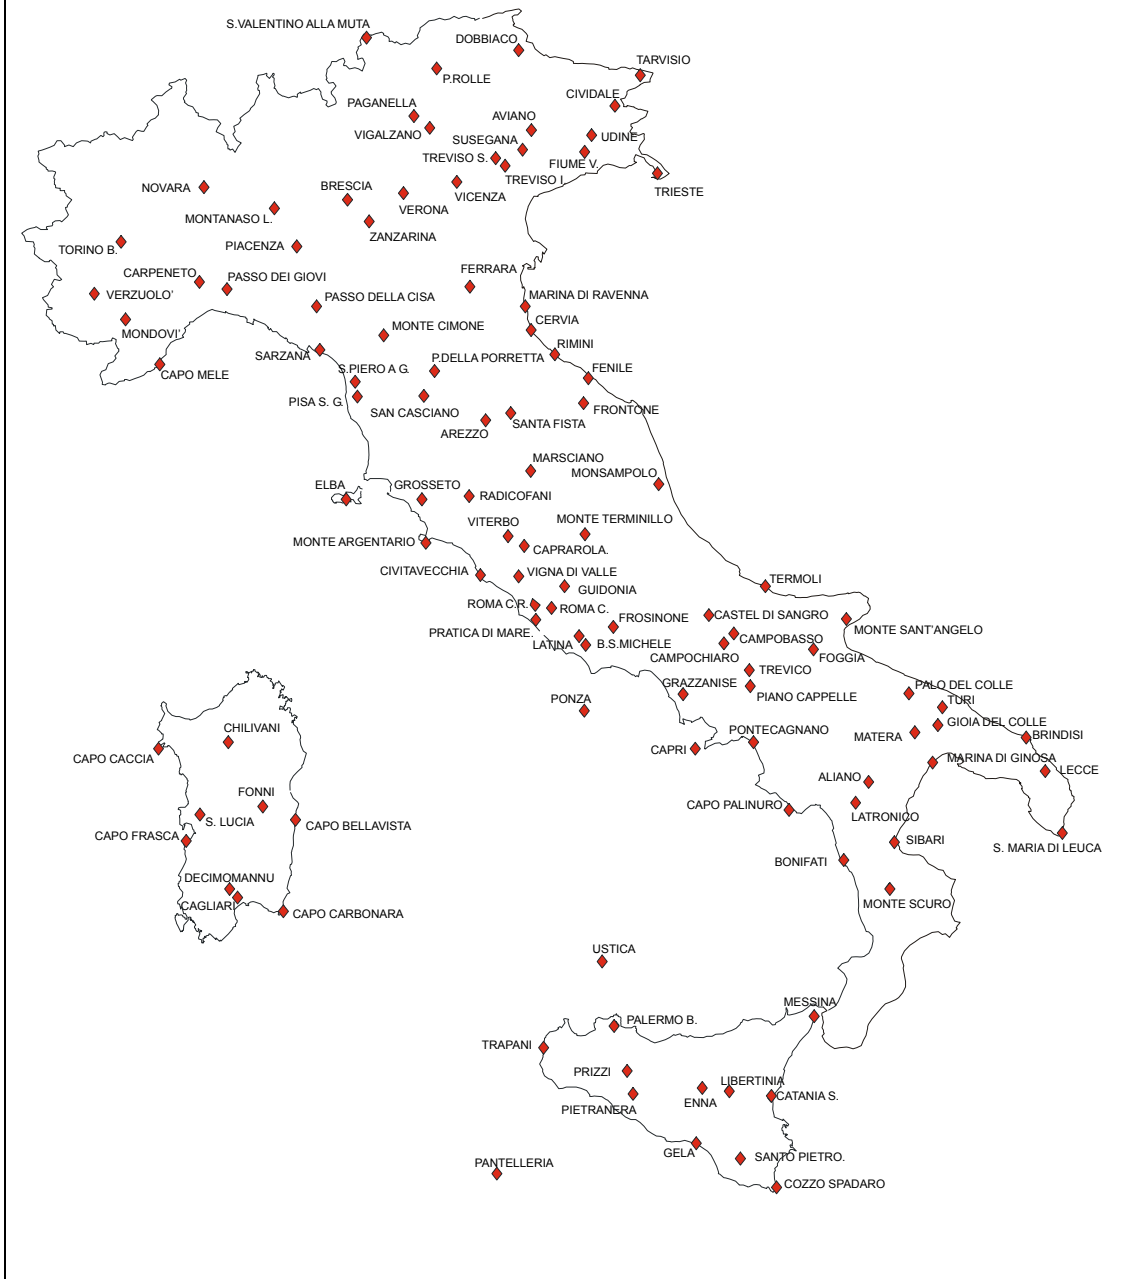 S.VALENTINO ALLA MUTA
DOBBIACO
TARVISIO
P.ROLLE
CIVIDALE
PAGANELLA
AVIANO
VIGALZANO
SUSEGANA
UDINE
TREVISO S.
FIUME V.
TREVISO I.
TRIESTE
NOVARA
BRESCIA
VICENZA
VERONA
MONTANASO L.
ZANZARINA
TORINO B.
PIACENZA
CARPENETO
PASSO DEI GIOVI
FERRARA
VERZUOLO'
PASSO DELLA CISA
MARINA DI RAVENNA
MONDOVI'
MONTE CIMONE
CERVIA
RIMINI
SARZANA
P.DELLA PORRETTA
CAPO MELE
S.PIERO A G.
FENILE
PISA S. G.
SAN CASCIANO
FRONTONE
AREZZO
SANTA FISTA
MARSCIANO
MONSAMPOLO
ELBA
GROSSETO
RADICOFANI
VITERBO
MONTE TERMINILLO
MONTE ARGENTARIO
CAPRAROLA.
CIVITAVECCHIA
VIGNA DI VALLE
TERMOLI
GUIDONIA
ROMA C.R.
ROMA C.
FROSINONE
CASTEL DI SANGRO
PRATICA DI MARE.
MONTE SANT'ANGELO
LATINA
B.S.MICHELE
CAMPOBASSO
CAMPOCHIARO
FOGGIA
TREVICO
GRAZZANISE
PALO DEL COLLE
PONZA
PIANO CAPPELLE
TURI
GIOIA DEL COLLE
CHILIVANI
PONTECAGNANO
MATERA
BRINDISI
CAPRI
CAPO CACCIA
MARINA DI GINOSA
LECCE
ALIANO
FONNI
CAPO PALINURO
S. LUCIA
LATRONICO
CAPO BELLAVISTA
CAPO FRASCA
SIBARI
S. MARIA DI LEUCA
BONIFATI
DECIMOMANNU
CAGLIARI
MONTE SCURO
CAPO CARBONARA
USTICA
MESSINA
PALERMO B.
TRAPANI
PRIZZI
LIBERTINIA
ENNA
CATANIA S.
PIETRANERA
GELA
SANTO PIETRO.
PANTELLERIA
COZZO SPADARO